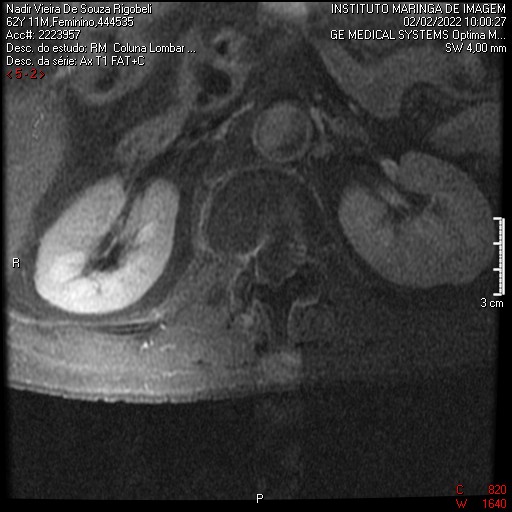 Nadir Vieira De Souza Rigobeli
62Y 11M,Feminino,444535
Acc#: 2223957
Desc. do estudo: RM Coluna Lombar ...
Desc. da série: Ax T1 FAT+C
<5-2>
INSTITUTO MARINGA DE IMAGEM
02/02/2022 10:00:27
GE MEDICAL SYSTEMS Optima M...
SW 4,00 mm
R
3 cm
P
C 820
W 1640